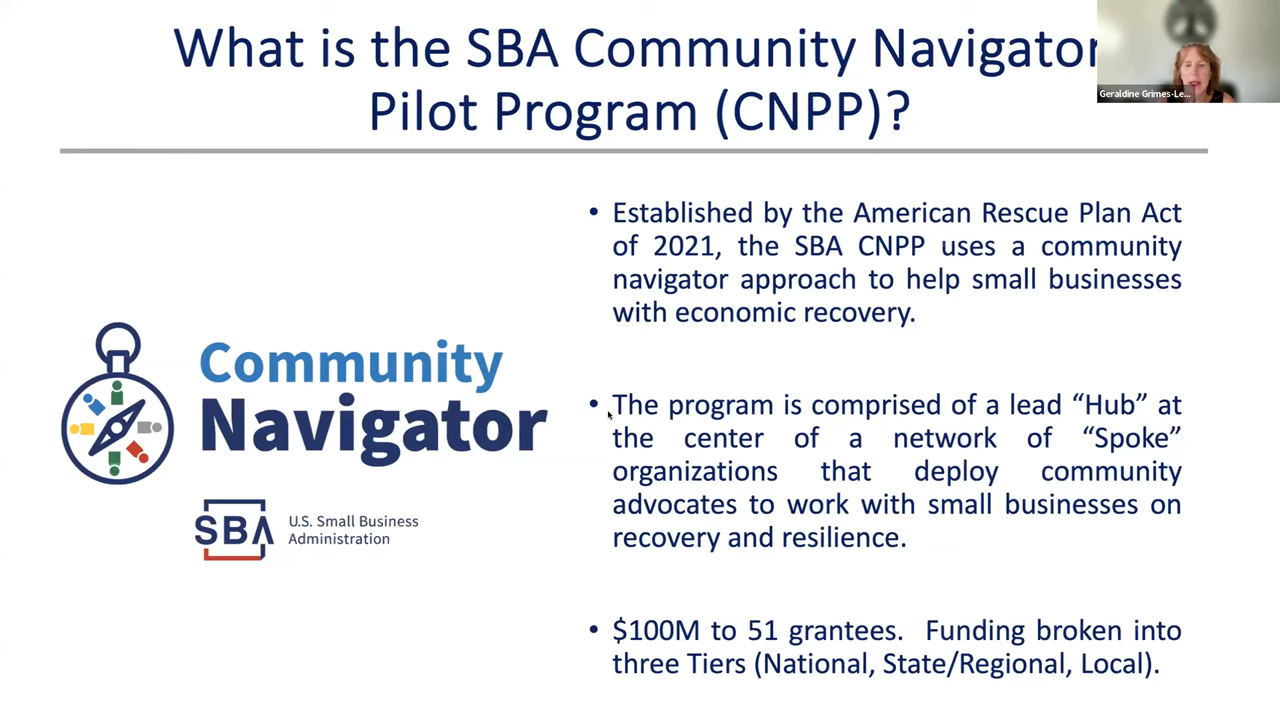 What is the SBA Community Navigator
Pilot Program (CNPP)?
Geraldine Grimes-Le...
• Established by the American Rescue Plan Act
of 2021, the SBA CNPP uses a community
navigator approach to help small businesses
with economic recovery.
Community
Navigator
SBA
U.S. Small Business
Administration
• The program is comprised of a lead “Hub” at
the center of a network of “Spoke”
organizations that deploy community
advocates to work with small businesses on
recovery and resilience.
• $100M to 51 grantees. Funding broken into
three Tiers (National, State/Regional, Local).